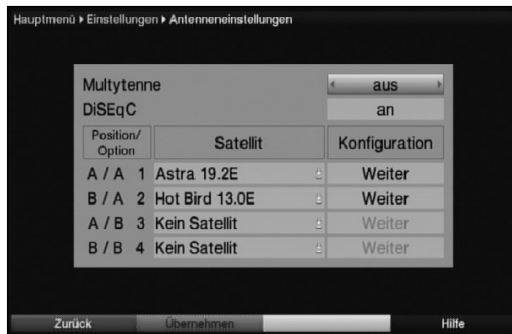 Hauptmenü ▸ Einstellungen ▸ Antenneneinstellungen
Multytenne aus
DiSEqC an
Position/
Option Satellit Konfiguration
A / A 1 Astra 19.2E Weiter
B / A 2 Hot Bird 13.0E Weiter
A / B 3 Kein Satellit Weiter
B / B 4 Kein Satellit Weiter
Zurück Übernehmen Hilfe